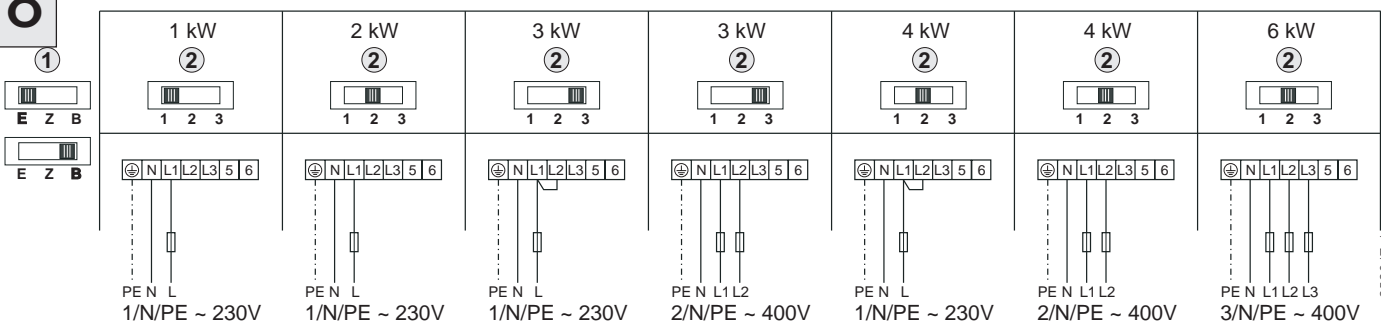 8
1 kW 2 kW 3 kW 3 kW 4 kW 4 kW 6 kW
1 2 2 2 2 2 2 2
E Z B 1 2 3 1 2 3 1 2 3 1 2 3 1 2 3 1 2 3 1 2 3
E Z B
N L1 L2 L3 5 6 N L1 L2 L3 5 6 N L1 L2 L3 5 6 N L1 L2 L3 5 6 N L1 L2 L3 5 6 N L1 L2 L3 5 6 N L1 L2 L3 5 6
PE N L PE N L PE N L PE N L1 L2 PE N L PE N L1 L2 PE N L1 L2 L3
1/N/PE ~ 230V 1/N/PE ~ 230V 1/N/PE ~ 230V 2/N/PE ~ 400V 1/N/PE ~ 230V 2/N/PE ~ 400V 3/N/PE ~ 400V